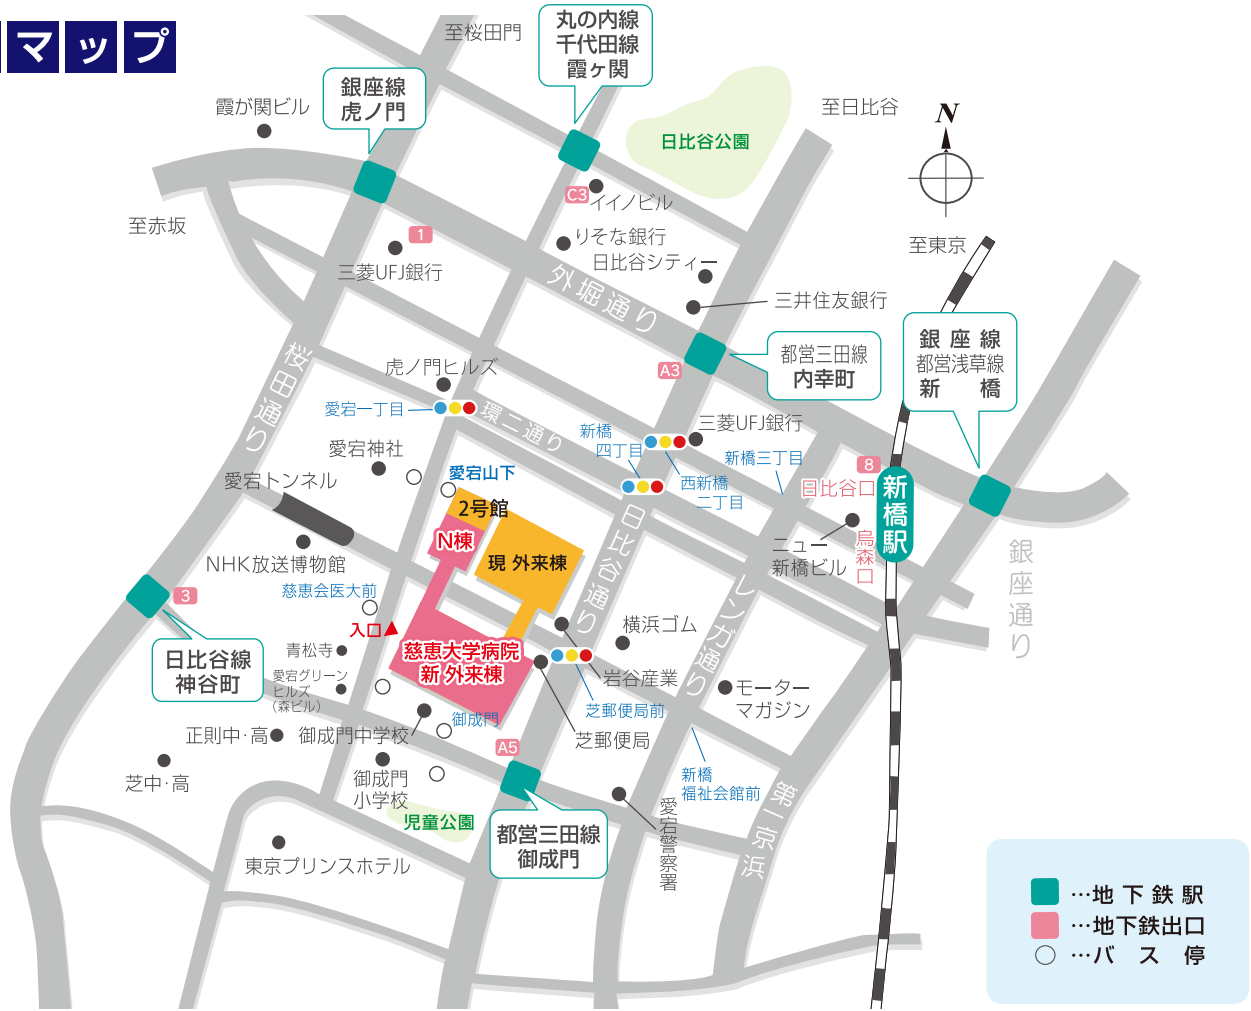 マップ
至桜田門
丸の内線
千代田線
霞ヶ関
銀座線
虎ノ門
霞が関ビル
日比谷公園
至日比谷
N
C3
イイノビル
至赤坂
1
三菱UFJ銀行
りそな銀行
日比谷シティー
至東京
外堀通り
三井住友銀行
銀座線
都営浅草線
新橋
都営三田線
内幸町
A3
桜田通り
虎ノ門ヒルズ
愛宕一丁目
環二通り
新橋
四丁目
三菱UFJ銀行
新橋三丁目
愛宕神社
愛宕山下
西新橋
二丁目
8
日比谷口
新橋駅
愛宕トンネル
2号館
N棟
現 外来棟
日比谷通り
ニュー
新橋ビル
烏森口
銀座通り
NHK放送博物館
慈恵会医大前
3
入口
慈恵大学病院
新 外来棟
横浜ゴム
レンガ通り
日比谷線
神谷町
青松寺
愛宕グリーン
ヒルズ
(森ビル)
岩谷産業
芝郵便局前
モーター
マガジン
正則中・高
御成門中学校
御成門
A5
芝郵便局
芝中・高
御成門
小学校
新橋
福祉会館前
児童公園
都営三田線
御成門
愛宕警察署
第一京浜
東京プリンスホテル
…地下鉄駅
…地下鉄出口
…バス停